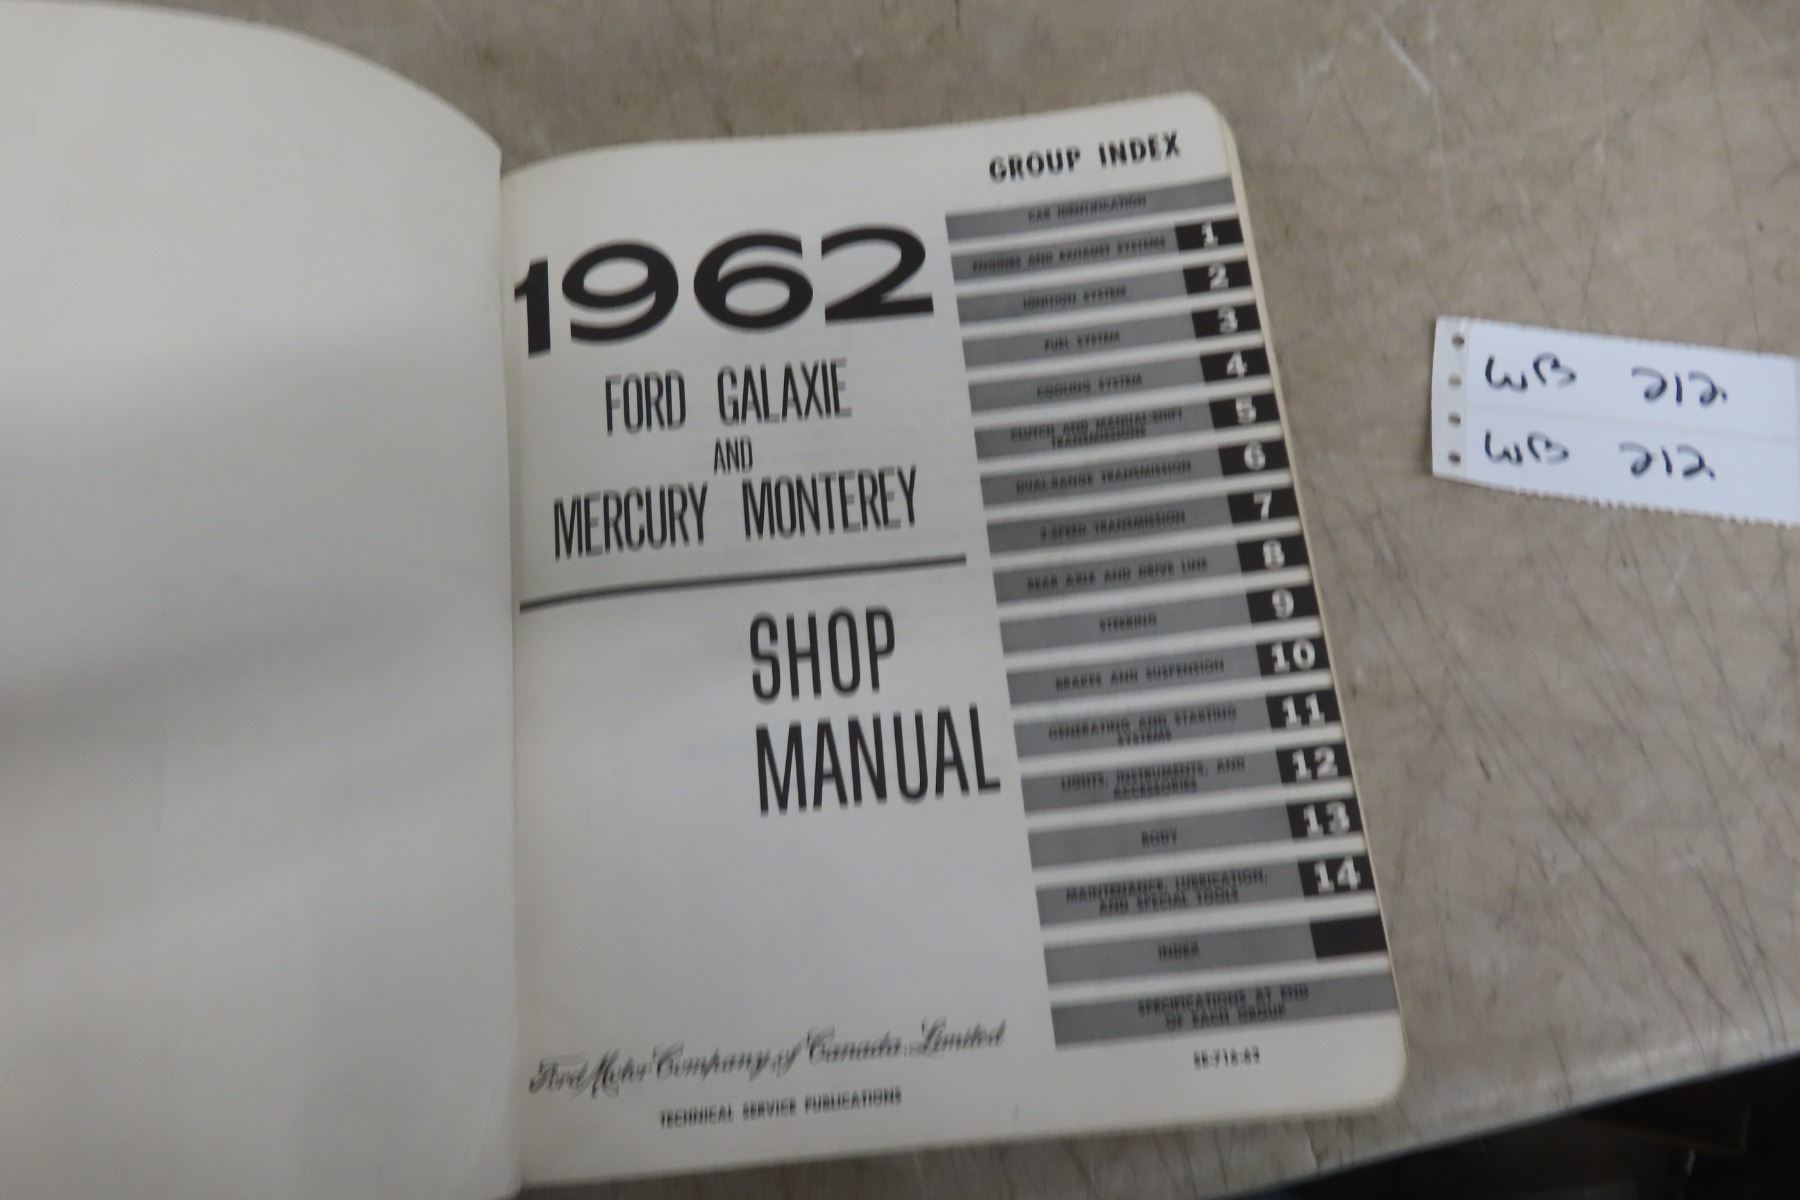 1962
FORD GALAXIE
AND
MERCURY MONTEREY
SHOP
MANUAL
Ford Motor Company of Canada, Limited
TECHNICAL SERVICE PUBLICATIONS
GROUP INDEX
CAR IDENTIFICATION
ENGINES AND EXHAUST SYSTEMS 1
IGNITION SYSTEM 2
FUEL SYSTEM 3
COOLING SYSTEM 4
CLUTCH AND MANUAL-SHIFT 5
TRANSMISSIONS
DUAL-RANGE TRANSMISSION 6
2-SPEED TRANSMISSION 7
REAR AXLE AND DRIVE LINE 8
STEERING 9
BRAKES AND SUSPENSION 10
GENERATING AND STARTING 11
SYSTEMS
LIGHTS, INSTRUMENTS, AND 12
ACCESSORIES
BODY 13
MAINTENANCE, LUBRICATION, 14
AND SPECIAL TOOLS
INDEX
SPECIFICATIONS AT END
OF EACH GROUP
WB 212
WB 212